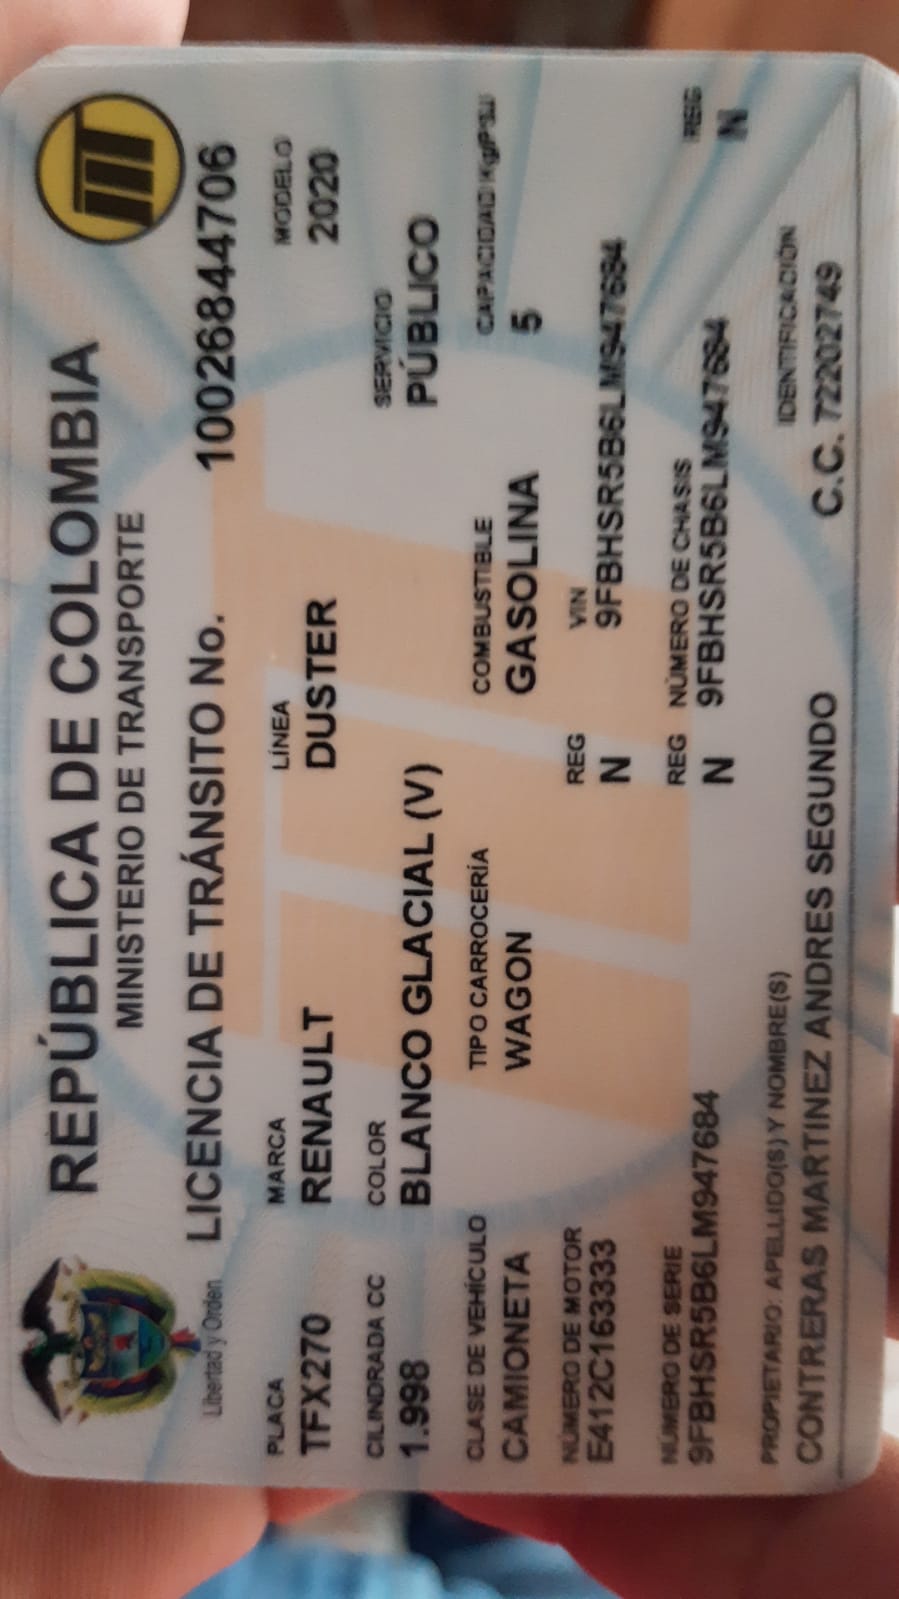 REPÚBLICA DE COLOMBIA
MINISTERIO DE TRANSPORTE
Libertad y Orden
LICENCIA DE TRÁNSITO No. 10026844706
PLACA MARCA LÍNEA MODELO
TFX270 RENAULT DUSTER 2020
CILINDRADA CC COLOR SERVICIO
1.998 BLANCO GLACIAL (V) PÚBLICO
CLASE DE VEHÍCULO TIPO CARROCERÍA COMBUSTIBLE CAPACIDAD Kg/PSJ
CAMIONETA WAGON GASOLINA 5
NÚMERO DE MOTOR REG VIN
E412C163333 N 9FBHSR5B6LM947684
NÚMERO DE SERIE REG NÚMERO DE CHASIS REG
9FBHSR5B6LM947684 N 9FBHSR5B6LM947684 N
PROPIETARIO: APELLIDO(S) Y NOMBRE(S) IDENTIFICACIÓN
CONTRERAS MARTINEZ ANDRES SEGUNDO C.C. 72202749